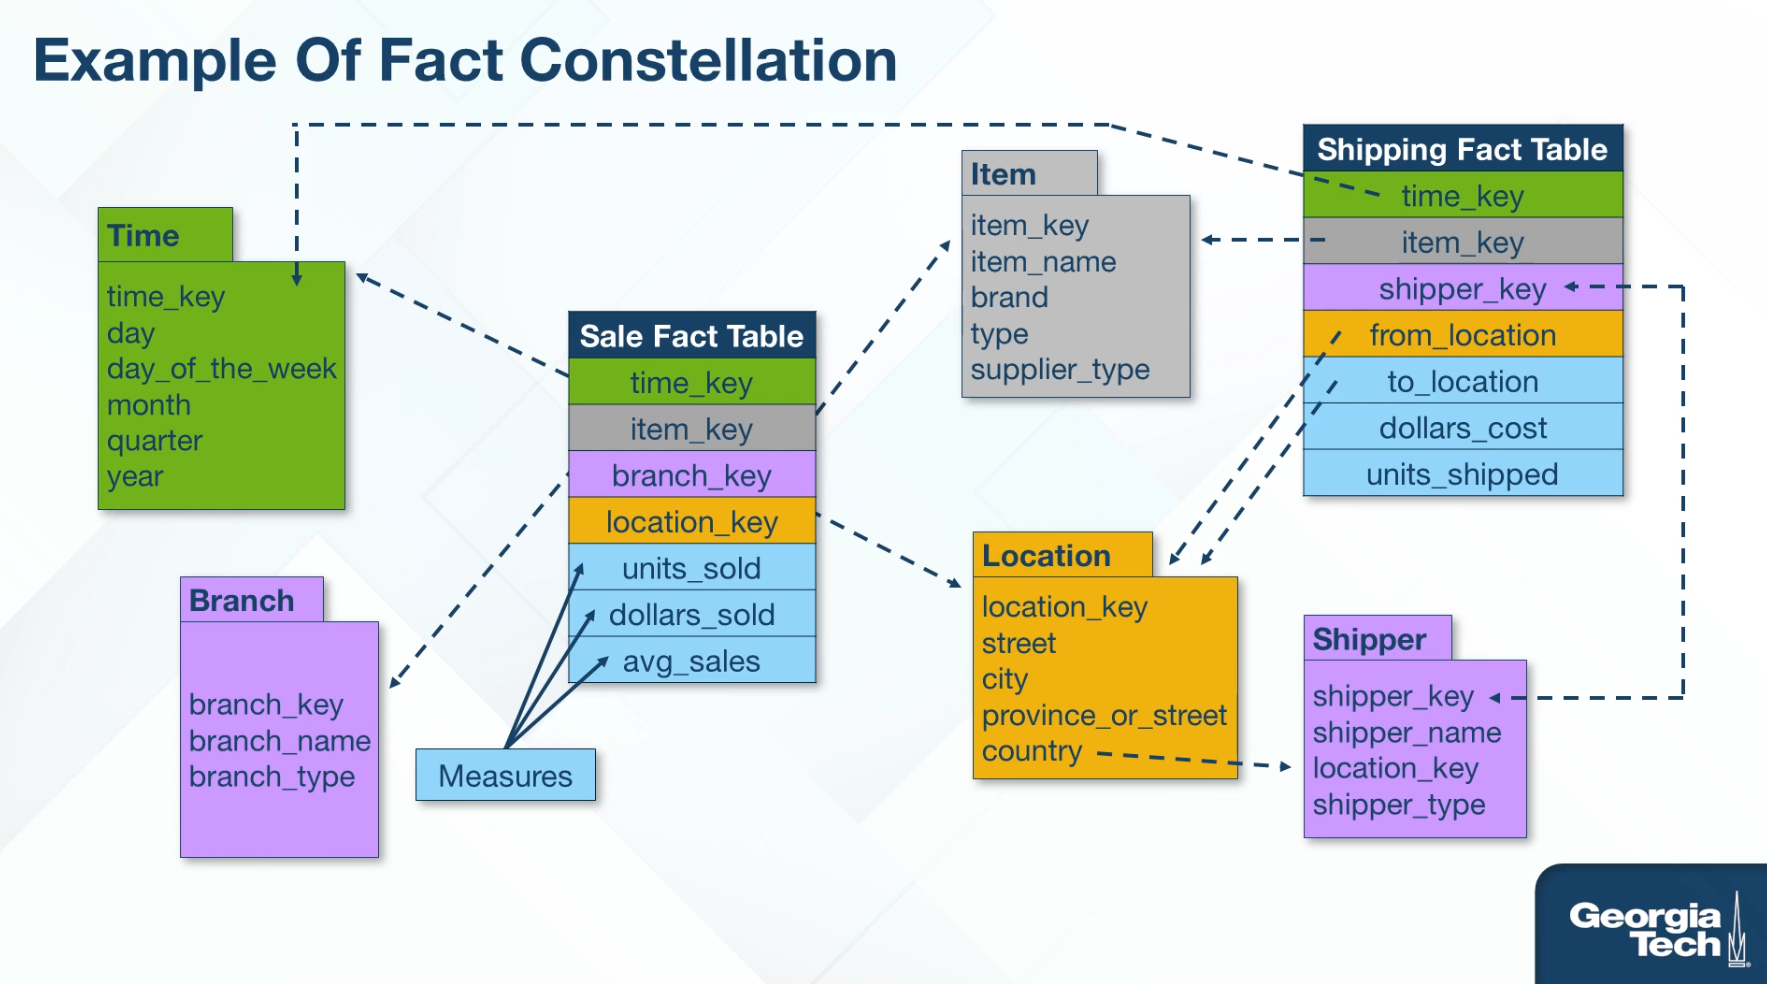 Example Of Fact Constellation
Time
time_key
day
day_of_the_week
month
quarter
year
Branch
branch_key
branch_name
branch_type
Sale Fact Table
time_key
item_key
branch_key
location_key
units_sold
dollars_sold
avg_sales
Measures
Item
item_key
item_name
brand
type
supplier_type
Location
location_key
street
city
province_or_street
country
Shipping Fact Table
time_key
item_key
shipper_key
from_location
to_location
dollars_cost
units_shipped
Shipper
shipper_key
shipper_name
location_key
shipper_type
Georgia
Tech